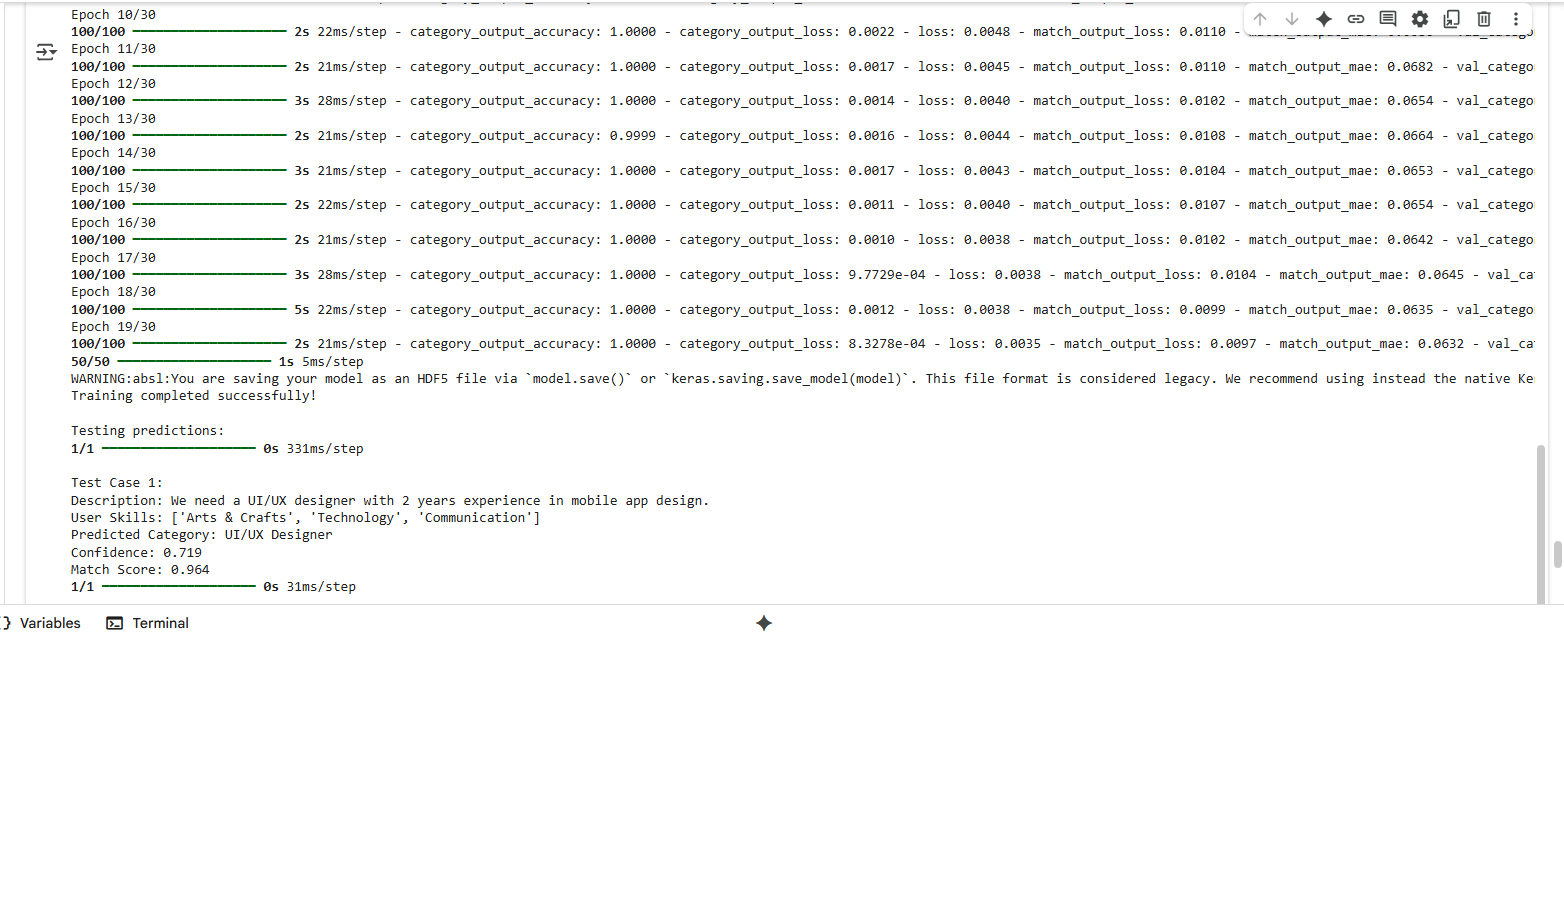 Epoch 10/30
100/100 2s 22ms/step - category_output_accuracy: 1.0000 - category_output_loss: 0.0022 - loss: 0.0048 - match_output_loss: 0.0110 -
Epoch 11/30
100/100 2s 21ms/step - category_output_accuracy: 1.0000 - category_output_loss: 0.0017 - loss: 0.0045 - match_output_loss: 0.0110 - match_output_mae: 0.0682 - val_catego
Epoch 12/30
100/100 3s 28ms/step - category_output_accuracy: 1.0000 - category_output_loss: 0.0014 - loss: 0.0040 - match_output_loss: 0.0102 - match_output_mae: 0.0654 - val_catego
Epoch 13/30
100/100 2s 21ms/step - category_output_accuracy: 0.9999 - category_output_loss: 0.0016 - loss: 0.0044 - match_output_loss: 0.0108 - match_output_mae: 0.0664 - val_catego
Epoch 14/30
100/100 3s 21ms/step - category_output_accuracy: 1.0000 - category_output_loss: 0.0017 - loss: 0.0043 - match_output_loss: 0.0104 - match_output_mae: 0.0653 - val_catego
Epoch 15/30
100/100 2s 22ms/step - category_output_accuracy: 1.0000 - category_output_loss: 0.0011 - loss: 0.0040 - match_output_loss: 0.0107 - match_output_mae: 0.0654 - val_catego
Epoch 16/30
100/100 2s 21ms/step - category_output_accuracy: 1.0000 - category_output_loss: 0.0010 - loss: 0.0038 - match_output_loss: 0.0102 - match_output_mae: 0.0642 - val_catego
Epoch 17/30
100/100 3s 28ms/step - category_output_accuracy: 1.0000 - category_output_loss: 9.7729e-04 - loss: 0.0038 - match_output_loss: 0.0104 - match_output_mae: 0.0645 - val_ca
Epoch 18/30
100/100 5s 22ms/step - category_output_accuracy: 1.0000 - category_output_loss: 0.0012 - loss: 0.0038 - match_output_loss: 0.0099 - match_output_mae: 0.0635 - val_catego
Epoch 19/30
100/100 2s 21ms/step - category_output_accuracy: 1.0000 - category_output_loss: 8.3278e-04 - loss: 0.0035 - match_output_loss: 0.0097 - match_output_mae: 0.0632 - val_ca
50/50 1s 5ms/step
WARNING:absl:You are saving your model as an HDF5 file via `model.save()` or `keras.saving.save_model(model)`. This file format is considered legacy. We recommend using instead the native Ke
Training completed successfully!
Testing predictions:
1/1 0s 331ms/step
Test Case 1:
Description: We need a UI/UX designer with 2 years experience in mobile app design.
User Skills: ['Arts & Crafts', 'Technology', 'Communication']
Predicted Category: UI/UX Designer
Confidence: 0.719
Match Score: 0.964
1/1 0s 31ms/step
Variables Terminal